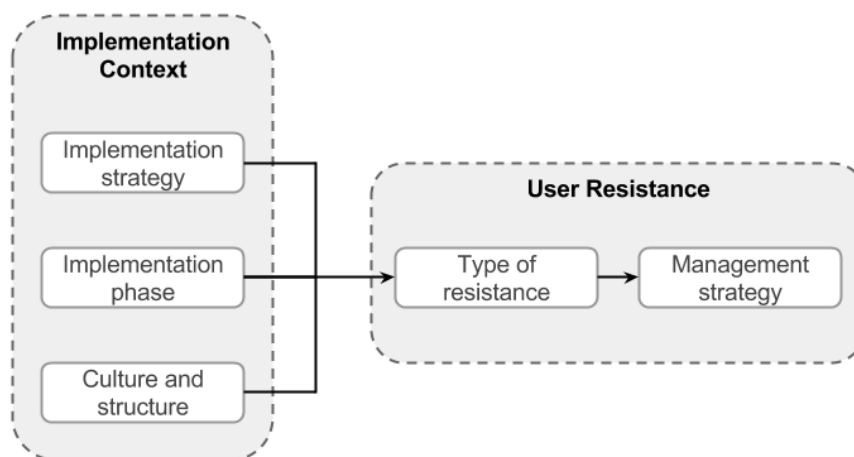 Implementation
Context
Implementation
strategy
Implementation
phase
Culture and
structure
User Resistance
Type of
resistance
Management
strategy